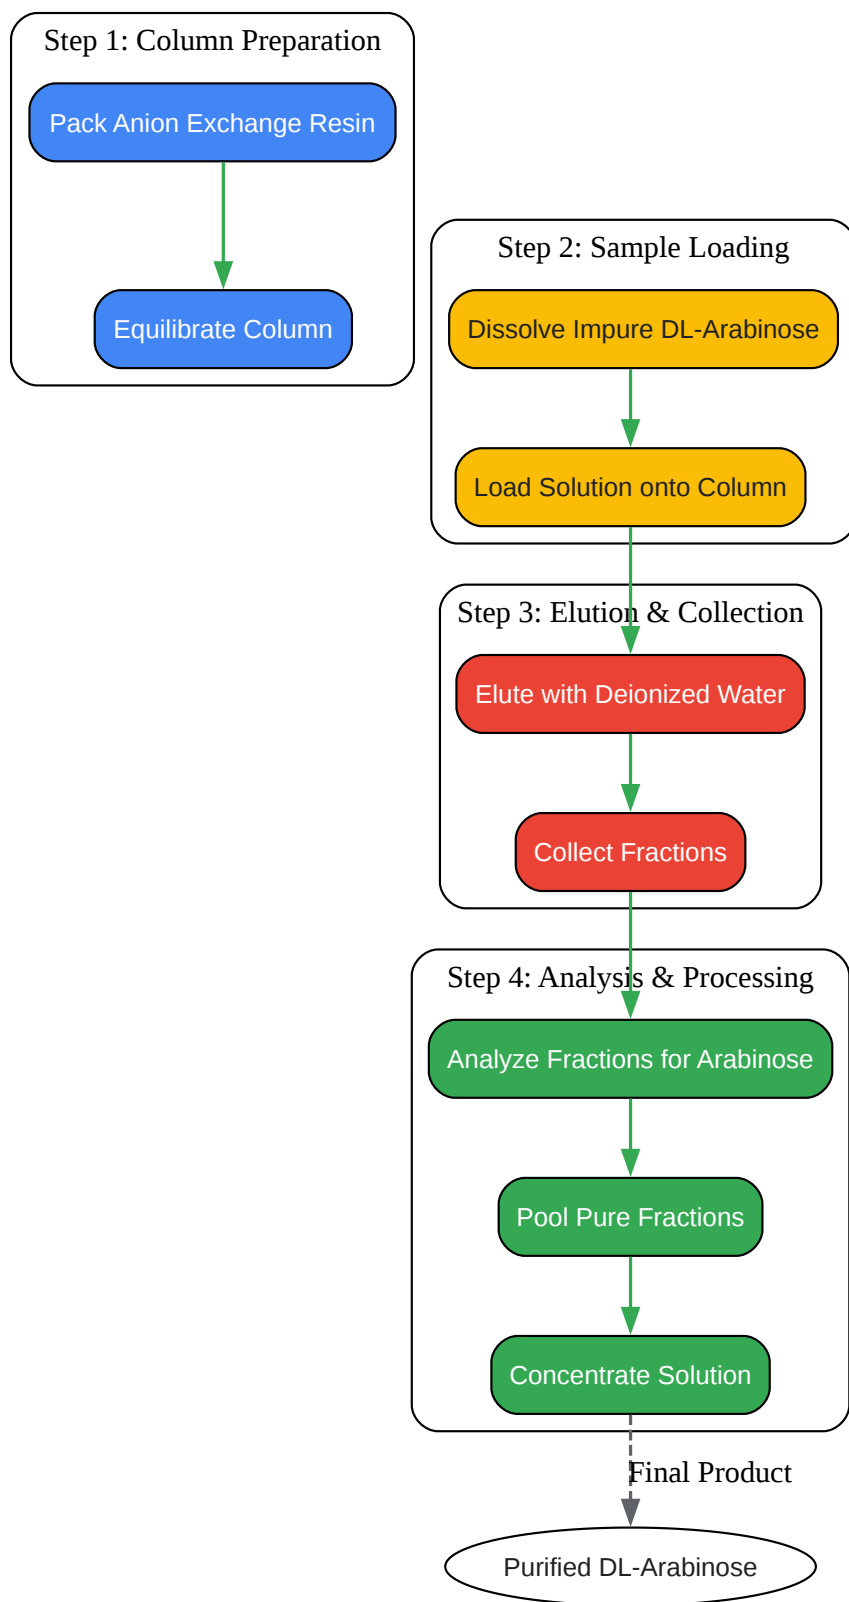 Step 1: Column Preparation
Pack Anion Exchange Resin
Equilibrate Column
Step 2: Sample Loading
Dissolve Impure DL-Arabinose
Load Solution onto Column
Step 3: Elution & Collection
Elute with Deionized Water
Collect Fractions
Step 4: Analysis & Processing
Analyze Fractions for Arabinose
Pool Pure Fractions
Concentrate Solution
Final Product
Purified DL-Arabinose